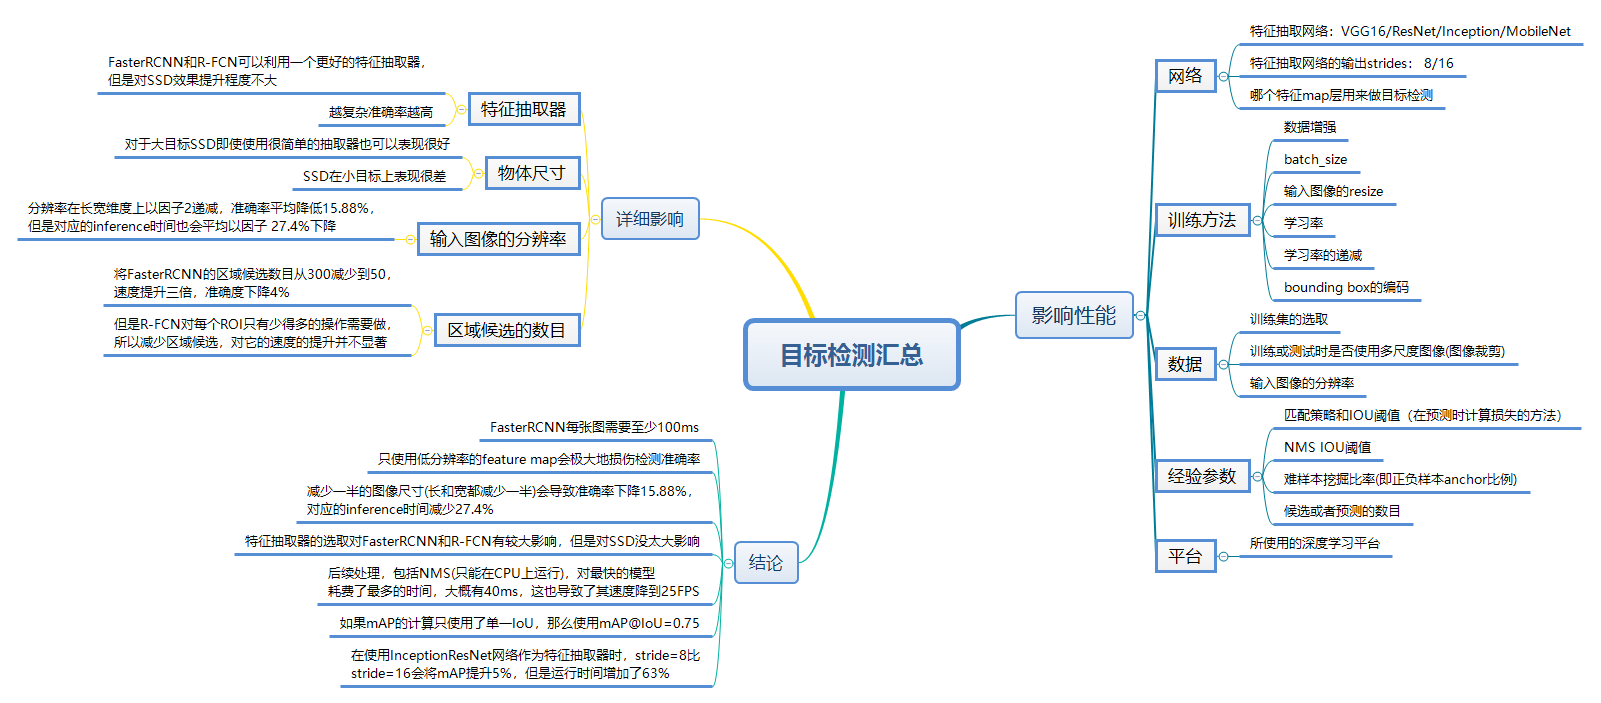 目标检测汇总
影响性能
网络
特征抽取网络：VGG16/ResNet/Inception/MobileNet
特征抽取网络的输出strides： 8/16
哪个特征map层用来做目标检测
训练方法
数据增强
batch_size
输入图像的resize
学习率
学习率的递减
bounding box的编码
数据
训练集的选取
训练或测试时是否使用多尺度图像(图像裁剪)
输入图像的分辨率
经验参数
匹配策略和IOU阈值（在预测时计算损失的方法）
NMS IOU阈值
难样本挖掘比率(即正负样本anchor比例)
候选或者预测的数目
平台
所使用的深度学习平台
详细影响
特征抽取器
FasterRCNN和R-FCN可以利用一个更好的特征抽取器，
但是对SSD效果提升程度不大
越复杂准确率越高
物体尺寸
对于大目标SSD即使使用很简单的抽取器也可以表现很好
SSD在小目标上表现很差
输入图像的分辨率
分辨率在长宽维度上以因子2递减，准确率平均降低15.88%，
但是对应的inference时间也会平均以因子 27.4%下降
区域候选的数目
将FasterRCNN的区域候选数目从300减少到50，
速度提升三倍，准确度下降4%
但是R-FCN对每个ROI只有少得多的操作需要做，
所以减少区域候选，对它的速度的提升并不显著
结论
FasterRCNN每张图需要至少100ms
只使用低分辨率的feature map会极大地损伤检测准确率
减少一半的图像尺寸(长和宽都减少一半)会导致准确率下降15.88%，
对应的inference时间减少27.4%
特征抽取器的选取对FasterRCNN和R-FCN有较大影响，但是对SSD没太大影响
后续处理，包括NMS(只能在CPU上运行)，对最快的模型
耗费了最多的时间，大概有40ms，这也导致了其速度降到25FPS
如果mAP的计算只使用了单一IoU，那么使用mAP@IoU=0.75
在使用InceptionResNet网络作为特征抽取器时，stride=8比
stride=16会将mAP提升5%，但是运行时间增加了63%